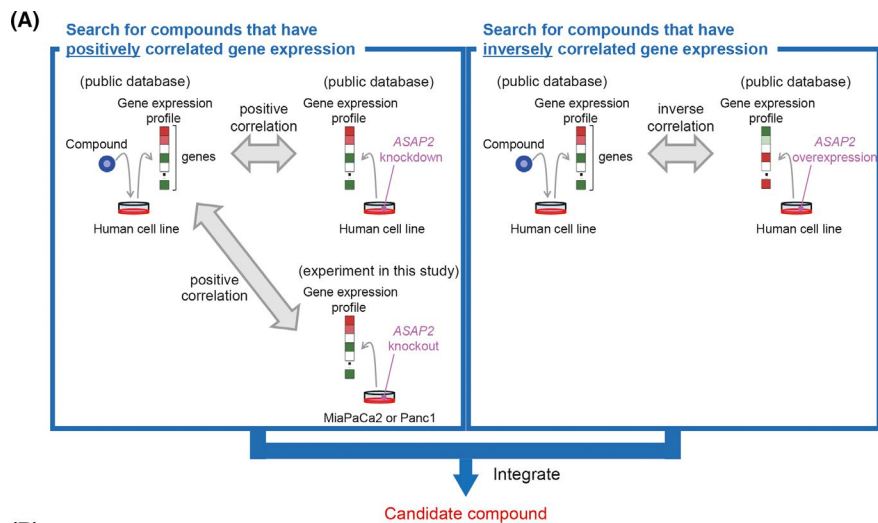 (A)
Search for compounds that have
positively correlated gene expression
(public database)
Gene expression
profile
Compound
genes
Human cell line
positive
correlation
(public database)
Gene expression
profile
ASAP2
knockdown
Human cell line
positive
correlation
(experiment in this study)
Gene expression
profile
ASAP2
knockout
MiaPaCa2 or Panc1
Search for compounds that have
inversely correlated gene expression
(public database)
Gene expression
profile
Compound
genes
Human cell line
inverse
correlation
(public database)
Gene expression
profile
ASAP2
overexpression
Human cell line
Integrate
Candidate compound